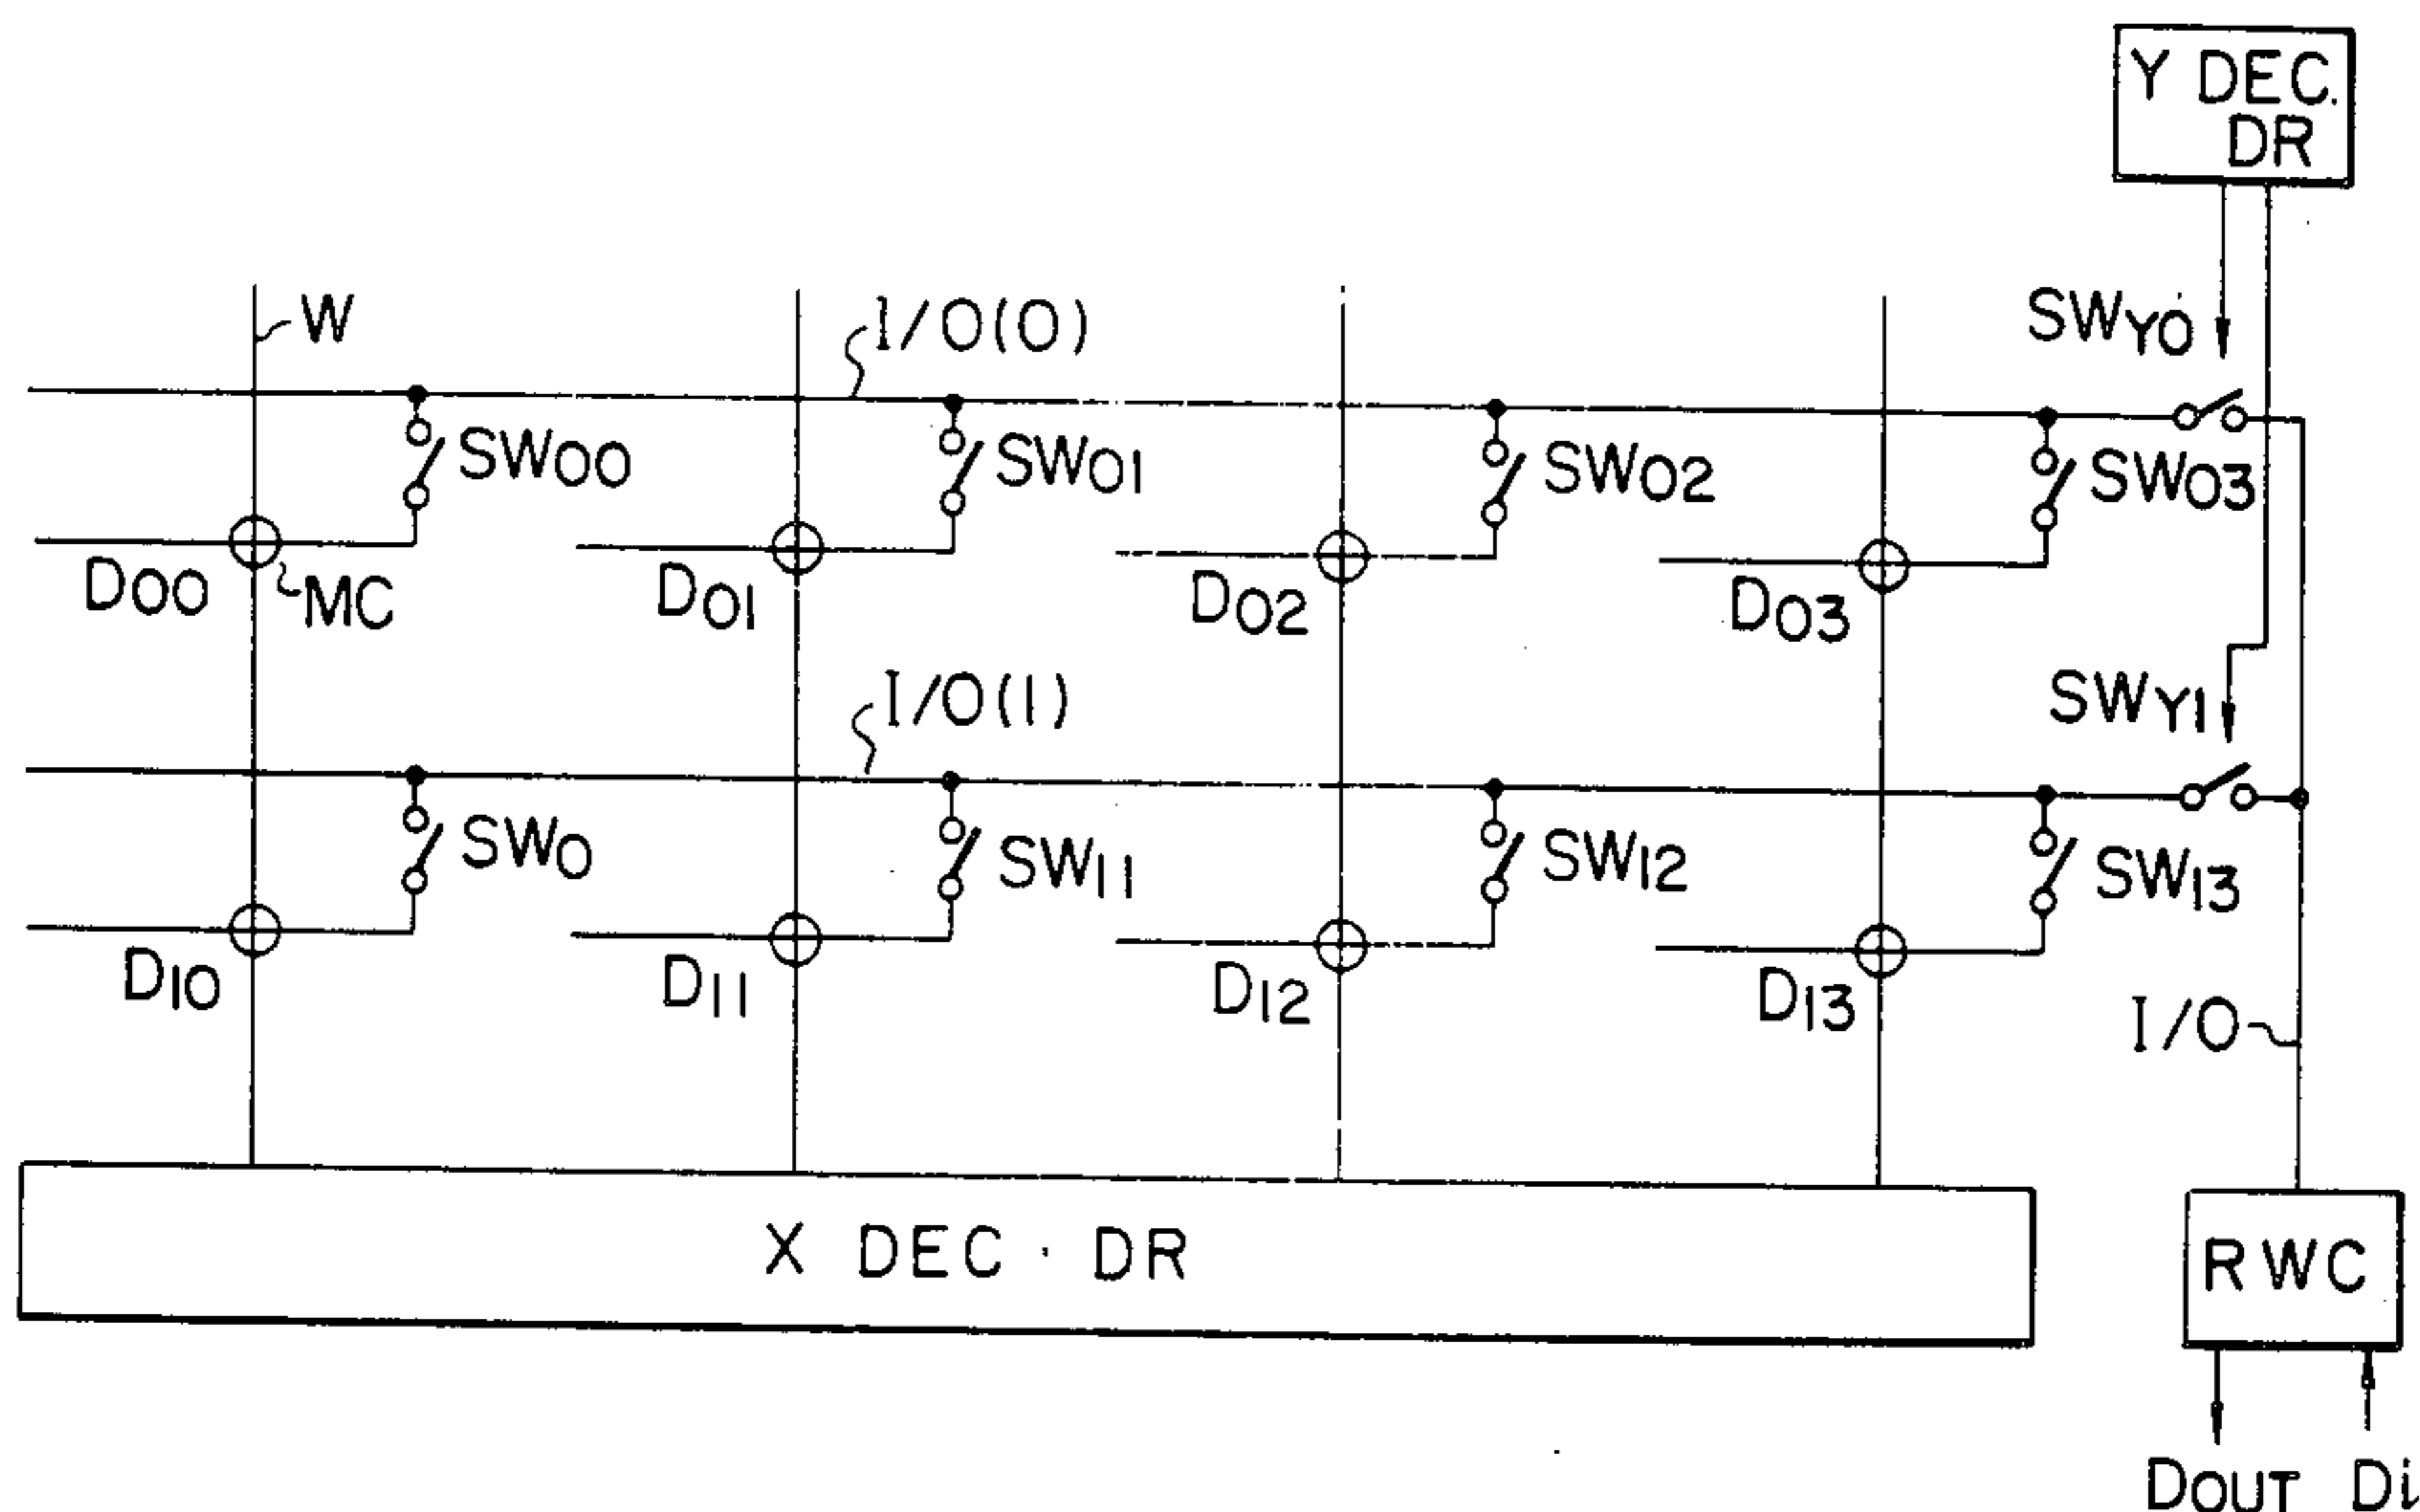 Y DEC.
DR
W
I/O(0)
SWY0
SW00
SW01
SW02
SW03
D00
MC
D01
D02
D03
I/O(1)
SWY1
SW0
SW11
SW12
SW13
D10
D11
D12
D13
I/O
X DEC · DR
RWC
DOUT
Di